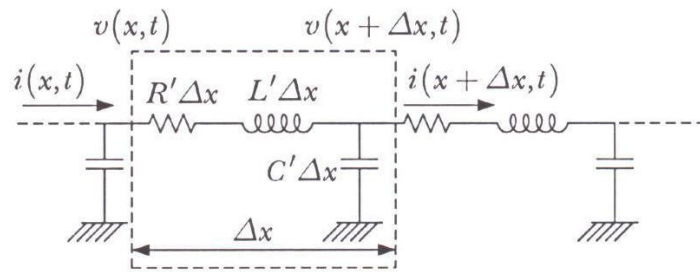 v(x,t)
v(x + Δx,t)
i(x,t)
R′Δx
L′Δx
i(x + Δx,t)
C′Δx
Δx